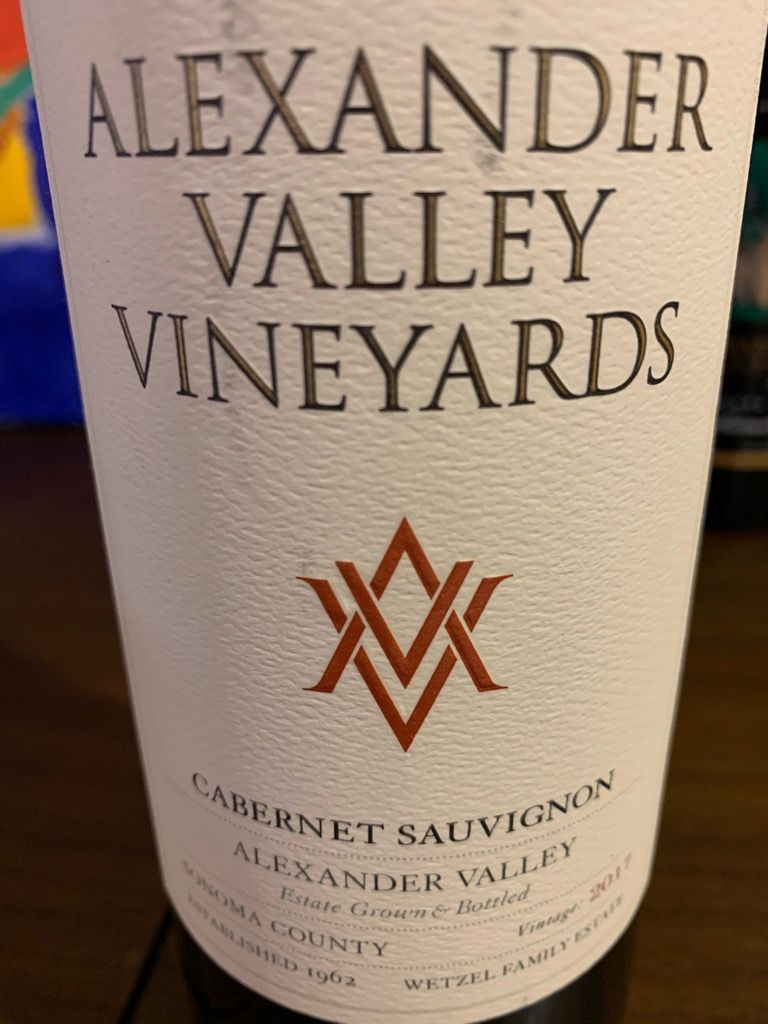 ALEXANDER
VALLEY
VINEYARDS
CABERNET SAUVIGNON
ALEXANDER VALLEY
Estate Grown & Bottled
SONOMA COUNTY Vintage: 2017
ESTABLISHED 1962 WETZEL FAMILY ESTATE